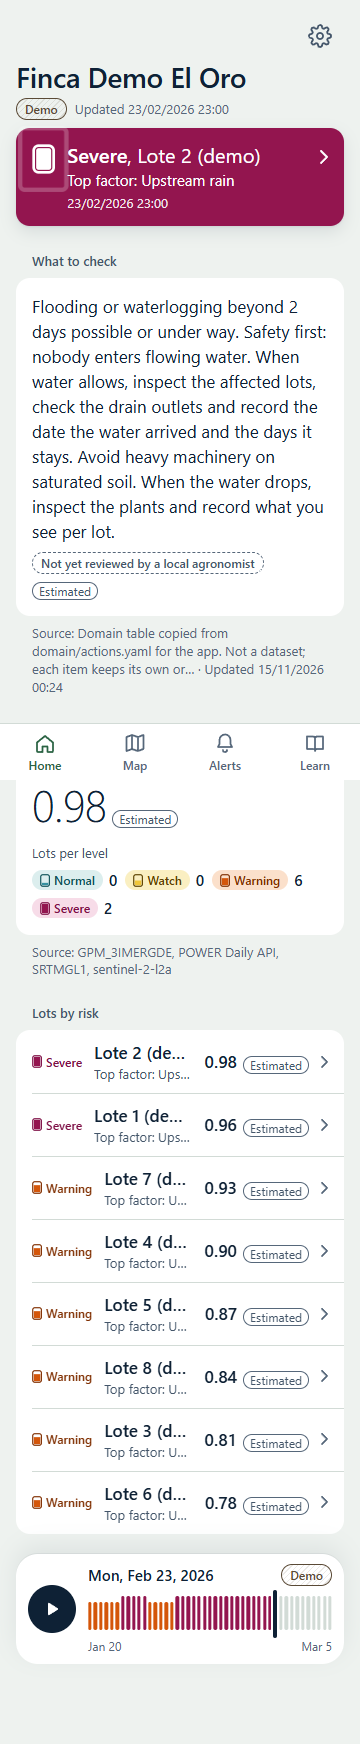 Finca Demo El Oro
Demo Updated 23/02/2026 23:00
Severe, Lote 2 (demo)
Top factor: Upstream rain
23/02/2026 23:00
What to check
Flooding or waterlogging beyond 2
days possible or under way. Safety first:
nobody enters flowing water. When
water allows, inspect the affected lots,
check the drain outlets and record the
date the water arrived and the days it
stays. Avoid heavy machinery on
saturated soil. When the water drops,
inspect the plants and record what you
see per lot.
Not yet reviewed by a local agronomist
Estimated
Source: Domain table copied from
domain/actions.yaml for the app. Not a dataset;
each item keeps its own or... · Updated 15/11/2026
00:24
Home Map Alerts Learn
0.98 Estimated
Lots per level
Normal 0 Watch 0 Warning 6
Severe 2
Source: GPM_3IMERGDE, POWER Daily API,
SRTMGL1, sentinel-2-l2a
Lots by risk
Severe Lote 2 (de... 0.98 Estimated
Top factor: Ups...
Severe Lote 1 (de... 0.96 Estimated
Top factor: Ups...
Warning Lote 7 (d... 0.93 Estimated
Top factor: U...
Warning Lote 4 (d... 0.90 Estimated
Top factor: U...
Warning Lote 5 (d... 0.87 Estimated
Top factor: U...
Warning Lote 8 (d... 0.84 Estimated
Top factor: U...
Warning Lote 3 (d... 0.81 Estimated
Top factor: U...
Warning Lote 6 (d... 0.78 Estimated
Top factor: U...
Mon, Feb 23, 2026 Demo
Jan 20 Mar 5